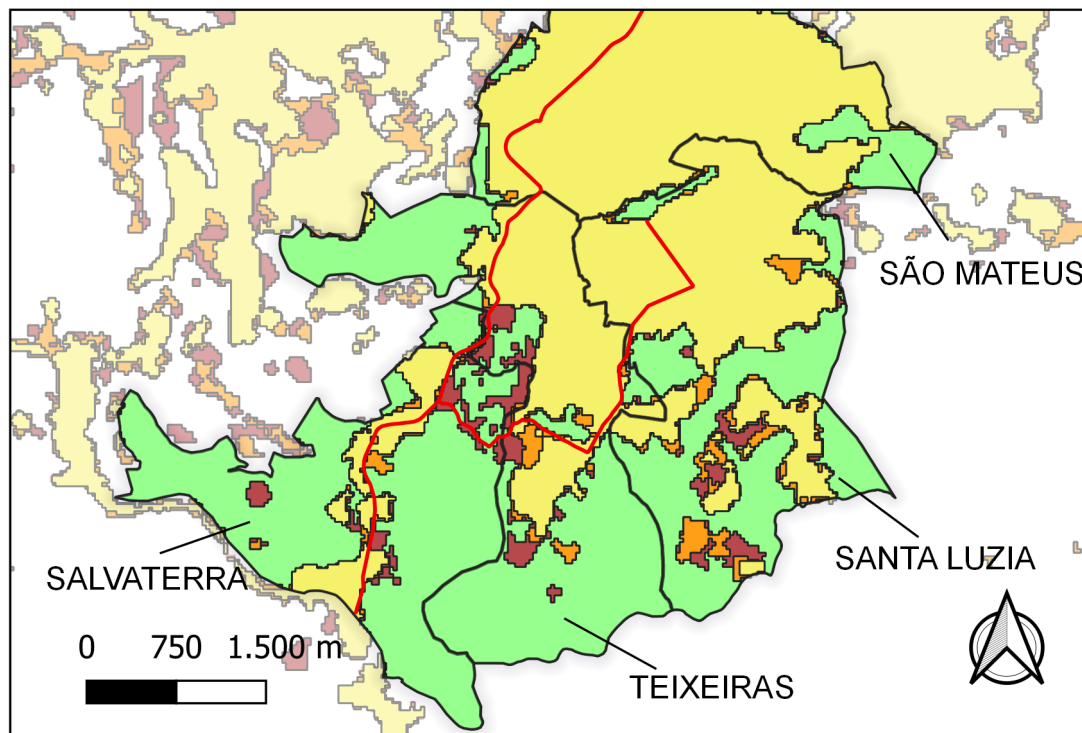 SÃO MATEUS
SANTA LUZIA
SALVATERRA
0 750 1.500 m
TEIXEIRAS